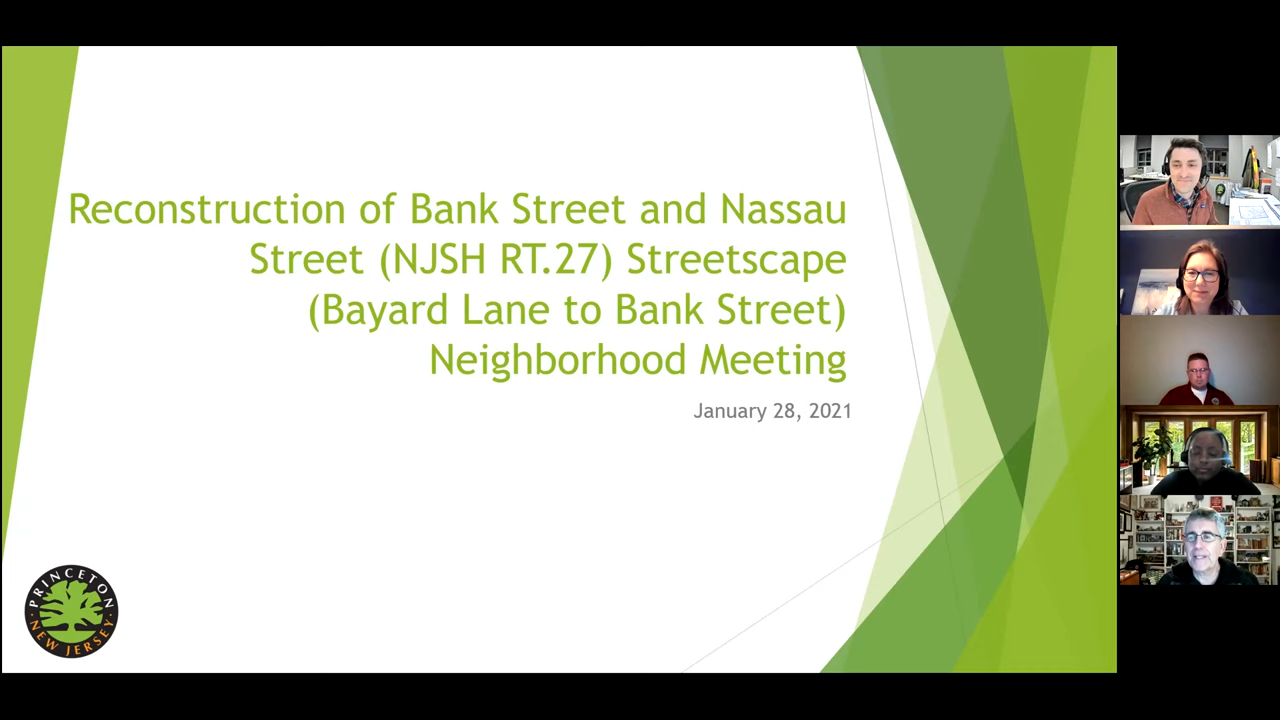 Reconstruction of Bank Street and Nassau
Street (NJSH RT.27) Streetscape
(Bayard Lane to Bank Street)
Neighborhood Meeting
January 28, 2021
PRINCETON
NEW JERSEY